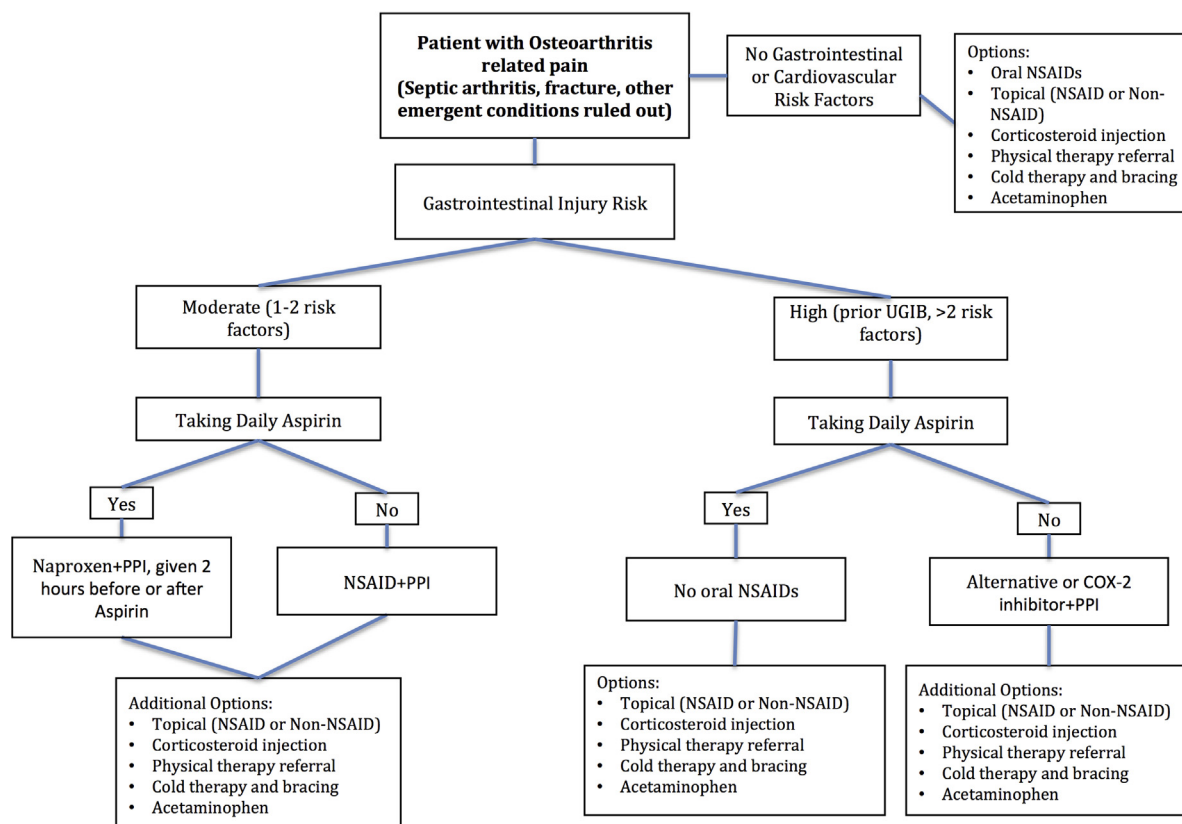 Patient with Osteoarthritis
related pain
(Septic arthritis, fracture, other
emergent conditions ruled out)
No Gastrointestinal
or Cardiovascular
Risk Factors
Options:
• Oral NSAIDs
• Topical (NSAID or Non-
NSAID)
• Corticosteroid injection
• Physical therapy referral
• Cold therapy and bracing
• Acetaminophen
Gastrointestinal Injury Risk
Moderate (1-2 risk
factors)
High (prior UGIB, >2 risk
factors)
Taking Daily Aspirin
Taking Daily Aspirin
Yes
No
Yes
No
Naproxen+PPI, given 2
hours before or after
Aspirin
NSAID+PPI
No oral NSAIDs
Alternative or COX-2
inhibitor+PPI
Additional Options:
• Topical (NSAID or Non-NSAID)
• Corticosteroid injection
• Physical therapy referral
• Cold therapy and bracing
• Acetaminophen
Options:
• Topical (NSAID or Non-NSAID)
• Corticosteroid injection
• Physical therapy referral
• Cold therapy and bracing
• Acetaminophen
Additional Options:
• Topical (NSAID or Non-NSAID)
• Corticosteroid injection
• Physical therapy referral
• Cold therapy and bracing
• Acetaminophen